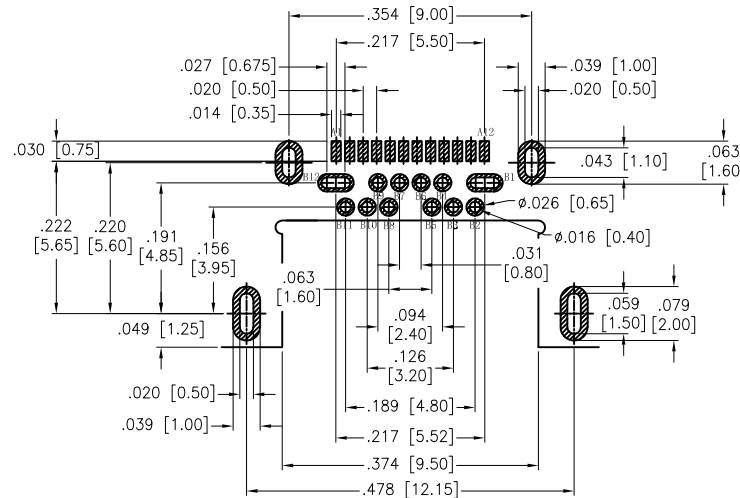 .354 [9.00]
.217 [5.50]
.027 [0.675]
.039 [1.00]
.020 [0.50]
.020 [0.50]
.014 [0.35]
A1
A12
.030 [0.75]
.043 [1.10]
.063
[1.60
B12
B9
B7
B6
B1
.026 [0.65]
ø.016 [0.40]
.222
[5.65]
.220
[5.60]
.191
[4.85]
.156
[3.95]
B11
B10
B8
B5
B3
B2
.031
[0.80]
.063
[1.60]
.094
[2.40]
.059
[1.50]
.079
[2.00]
.049 [1.25]
.126
[3.20]
.020 [0.50]
.189 [4.80]
.039 [1.00]
.217 [5.52]
.374 [9.50]
.478 [12.15]